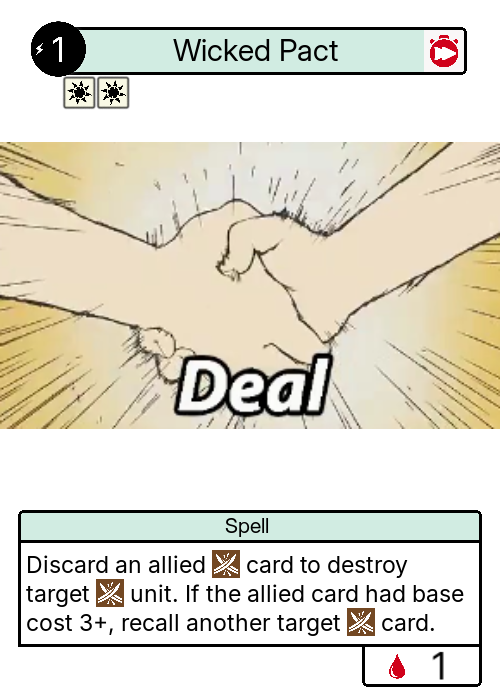 1
Wicked Pact
Deal
Spell
Discard an allied card to destroy
target unit. If the allied card had base
cost 3+, recall another target card.
1